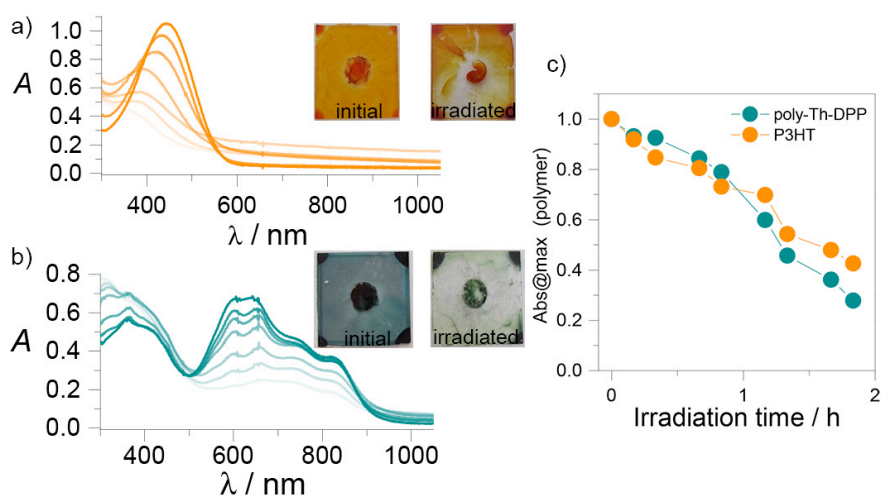 a)
A
1.0
0.8
0.6
0.4
0.2
0.0
initial
irradiated
400 600 800 1000
λ / nm
b)
A
0.8
0.6
0.4
0.2
0.0
initial
irradiated
400 600 800 1000
λ / nm
c)
poly-Th-DPP
P3HT
Abs@max (polymer)
1.0
0.8
0.6
0.4
0.2
0.0
0 1 2
Irradiation time / h